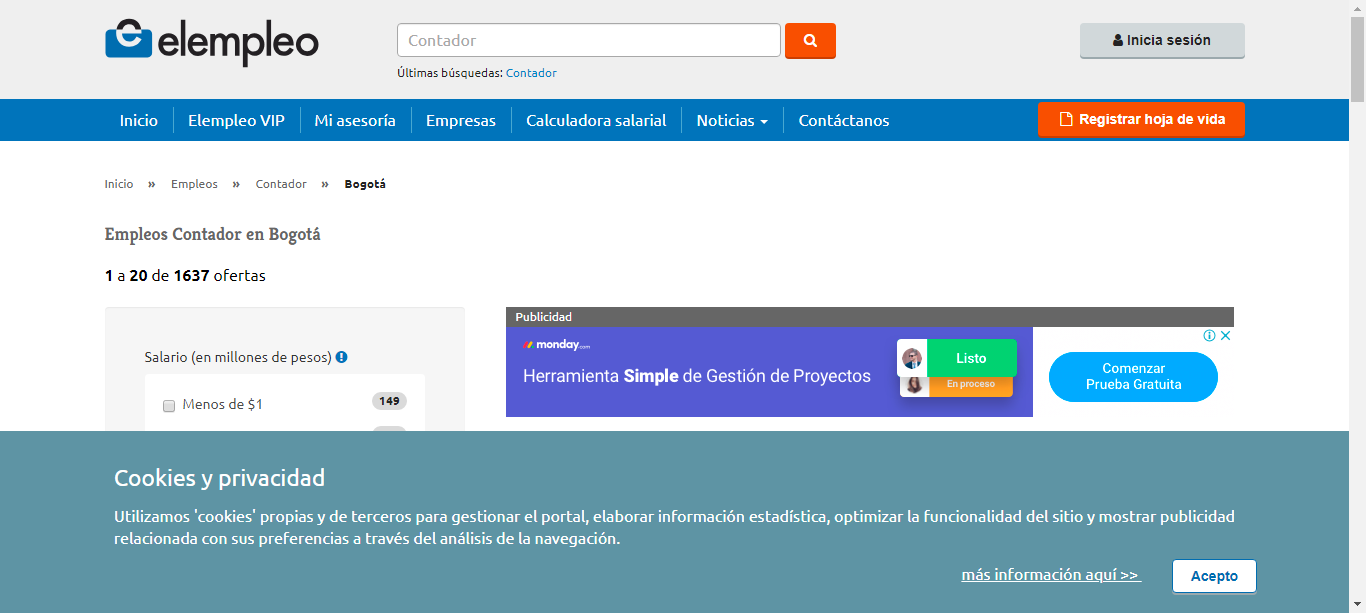 elempleo
Contador
Inicia sesión
Últimas búsquedas: Contador
Inicio Elempleo VIP Mi asesoría Empresas Calculadora salarial Noticias Contáctanos Registrar hoja de vida
Inicio » Empleos » Contador » Bogotá
Empleos Contador en Bogotá
1 a 20 de 1637 ofertas
Salario (en millones de pesos)
Menos de $1 149
Publicidad
monday.com
Herramienta Simple de Gestión de Proyectos
Listo
En proceso
Comenzar
Prueba Gratuita
Cookies y privacidad
Utilizamos 'cookies' propias y de terceros para gestionar el portal, elaborar información estadística, optimizar la funcionalidad del sitio y mostrar publicidad
relacionada con sus preferencias a través del análisis de la navegación.
más información aquí >> Acepto